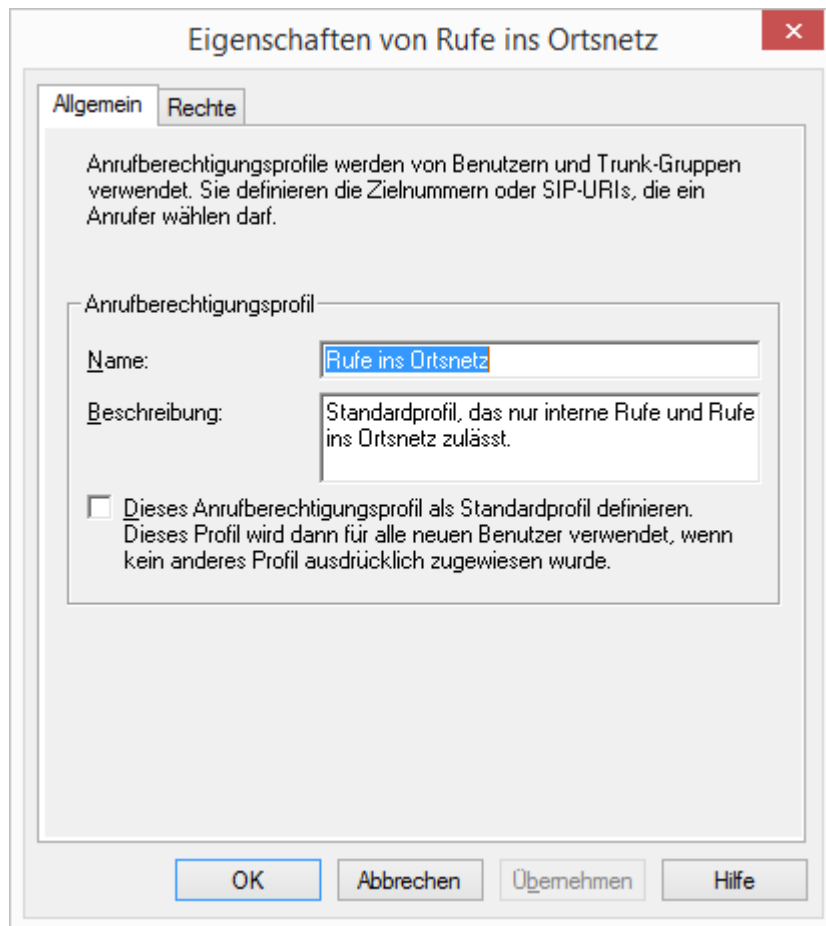 Eigenschaften von Rufe ins Ortsnetz
Allgemein
Rechte
Anrufberechtigungsprofile werden von Benutzern und Trunk-Gruppen
verwendet. Sie definieren die Zielnummern oder SIP-URIs, die ein
Anrufer wählen darf.
Anrufberechtigungsprofil
Name:
Rufe ins Ortsnetz
Beschreibung:
Standardprofil, das nur interne Rufe und Rufe
ins Ortsnetz zulässt.
Dieses Anrufberechtigungsprofil als Standardprofil definieren.
Dieses Profil wird dann für alle neuen Benutzer verwendet, wenn
kein anderes Profil ausdrücklich zugewiesen wurde.
OK
Abbrechen
Übernehmen
Hilfe